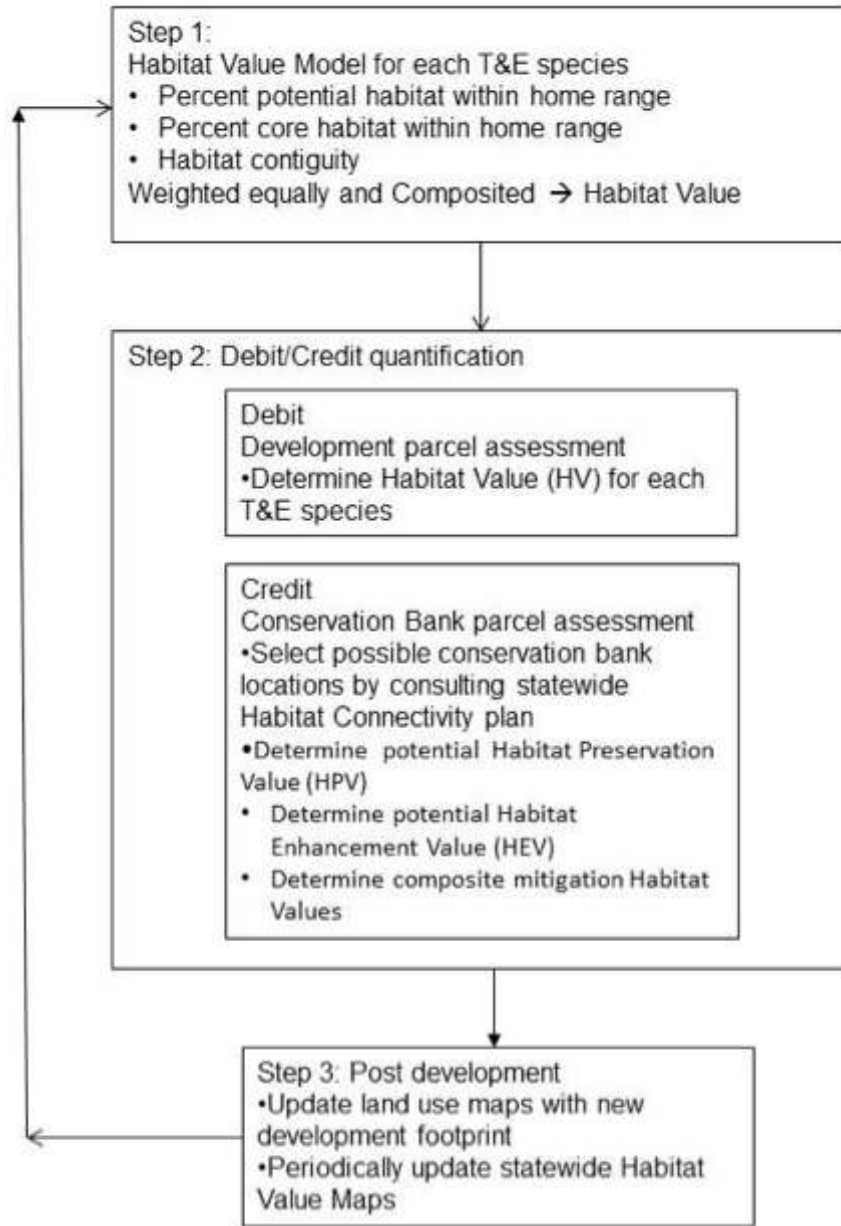 Step 1:
Habitat Value Model for each T&E species
• Percent potential habitat within home range
• Percent core habitat within home range
• Habitat contiguity
Weighted equally and Composited → Habitat Value
Step 2: Debit/Credit quantification
Debit
Development parcel assessment
•Determine Habitat Value (HV) for each
T&E species
Credit
Conservation Bank parcel assessment
•Select possible conservation bank
locations by consulting statewide
Habitat Connectivity plan
•Determine potential Habitat Preservation
Value (HPV)
• Determine potential Habitat
Enhancement Value (HEV)
• Determine composite mitigation Habitat
Values
Step 3: Post development
•Update land use maps with new
development footprint
•Periodically update statewide Habitat
Value Maps